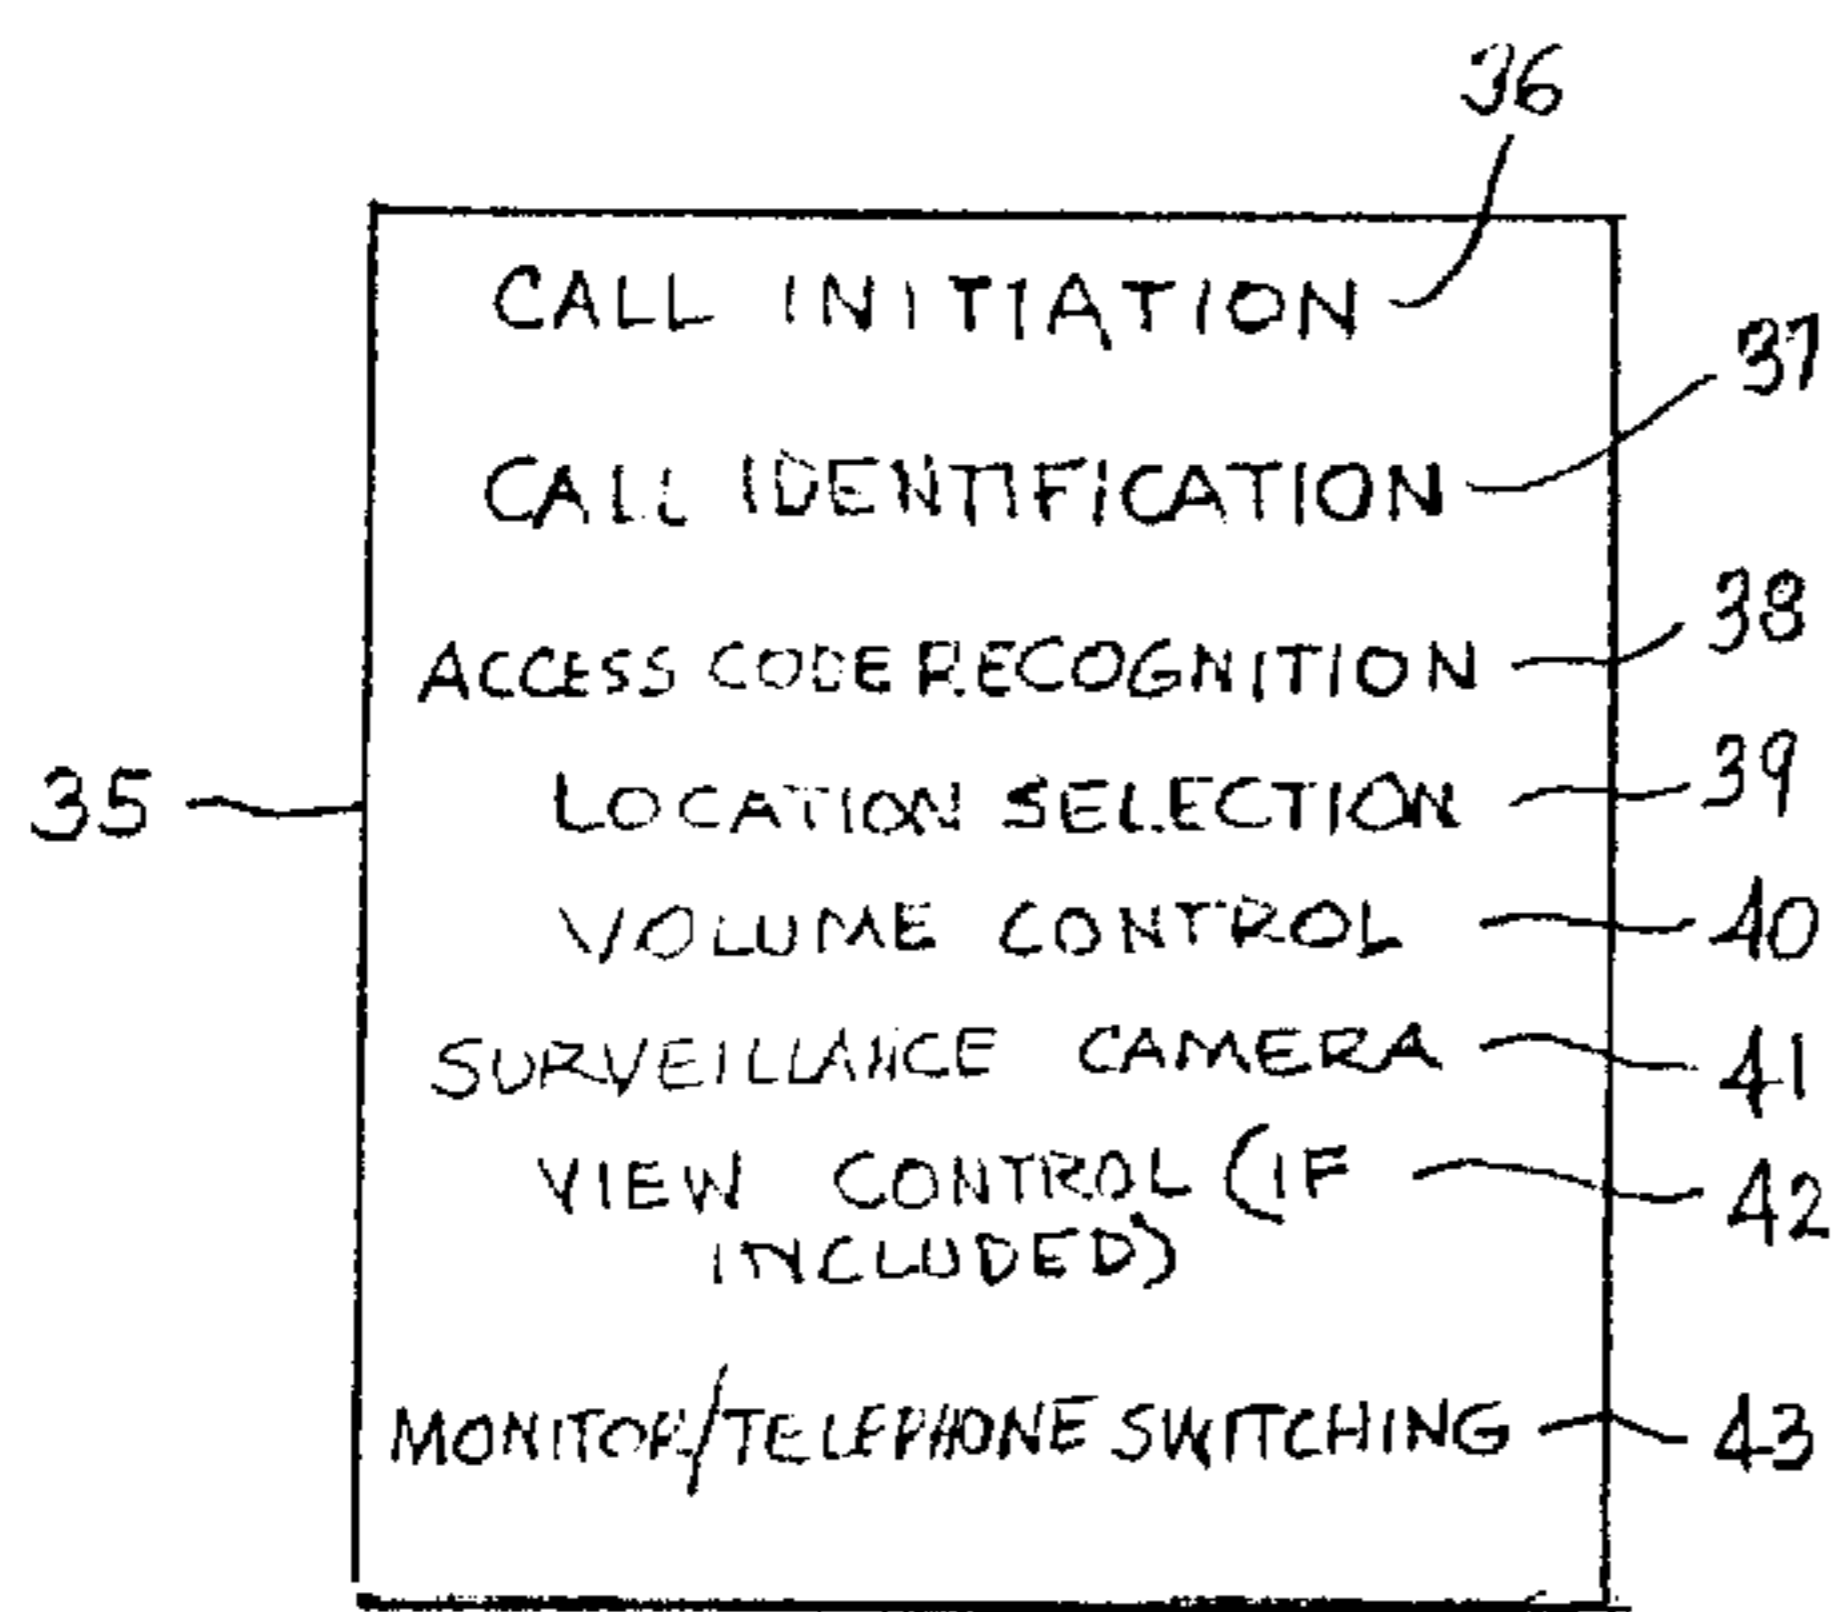 36
CALL INITIATION
37
CALL IDENTIFICATION
38
ACCESS CODE RECOGNITION
39
35
LOCATION SELECTION
VOLUME CONTROL 40
SURVEILLANCE CAMERA 41
VIEW CONTROL (IF 42
INCLUDED)
MONITOR/TELEPHONE SWITCHING 43